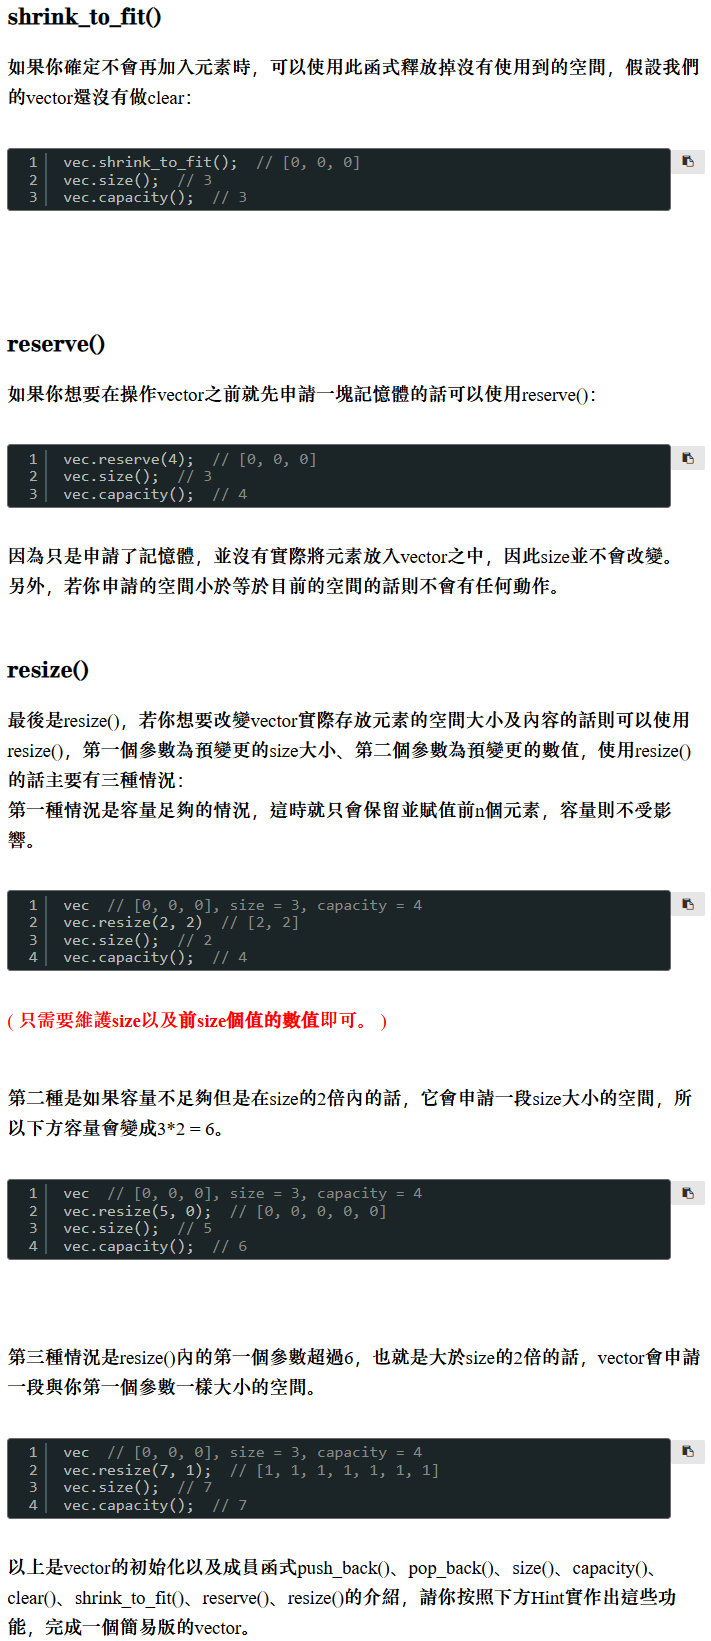 shrink_to_fit()
如果你確定不會再加入元素時，可以使用此函式釋放掉沒有使用到的空間，假設我們
的vector還沒有做clear：
1 vec.shrink_to_fit();  // [0, 0, 0]
2 vec.size();  // 3
3 vec.capacity();  // 3
reserve()
如果你想要在操作vector之前就先申請一塊記憶體的話可以使用reserve()：
1 vec.reserve(4);  // [0, 0, 0]
2 vec.size();  // 3
3 vec.capacity();  // 4
因為只是申請了記憶體，並沒有實際將元素放入vector之中，因此size並不會改變。
另外，若你申請的空間小於等於目前的空間的話則不會有任何動作。
resize()
最後是resize()，若你想要改變vector實際存放元素的空間大小及內容的話則可以使用
resize()，第一個參數為預變更的size大小、第二個參數為預變更的數值，使用resize()
的話主要有三種情況：
第一種情況是容量足夠的情況，這時就只會保留並賦值前n個元素，容量則不受影
響。
1 vec  // [0, 0, 0], size = 3, capacity = 4
2 vec.resize(2, 2)  // [2, 2]
3 vec.size();  // 2
4 vec.capacity();  // 4
( 只需要維護size以及前size個值的數值即可。 )
第二種是如果容量不足夠但是在size的2倍內的話，它會申請一段size大小的空間，所
以下方容量會變成3*2 = 6。
1 vec  // [0, 0, 0], size = 3, capacity = 4
2 vec.resize(5, 0);  // [0, 0, 0, 0, 0]
3 vec.size();  // 5
4 vec.capacity();  // 6
第三種情況是resize()內的第一個參數超過6，也就是大於size的2倍的話，vector會申請
一段與你第一個參數一樣大小的空間。
1 vec  // [0, 0, 0], size = 3, capacity = 4
2 vec.resize(7, 1);  // [1, 1, 1, 1, 1, 1, 1]
3 vec.size();  // 7
4 vec.capacity();  // 7
以上是vector的初始化以及成員函式push_back()、pop_back()、size()、capacity()、
clear()、shrink_to_fit()、reserve()、resize()的介紹，請你按照下方Hint實作出這些功
能，完成一個簡易版的vector。